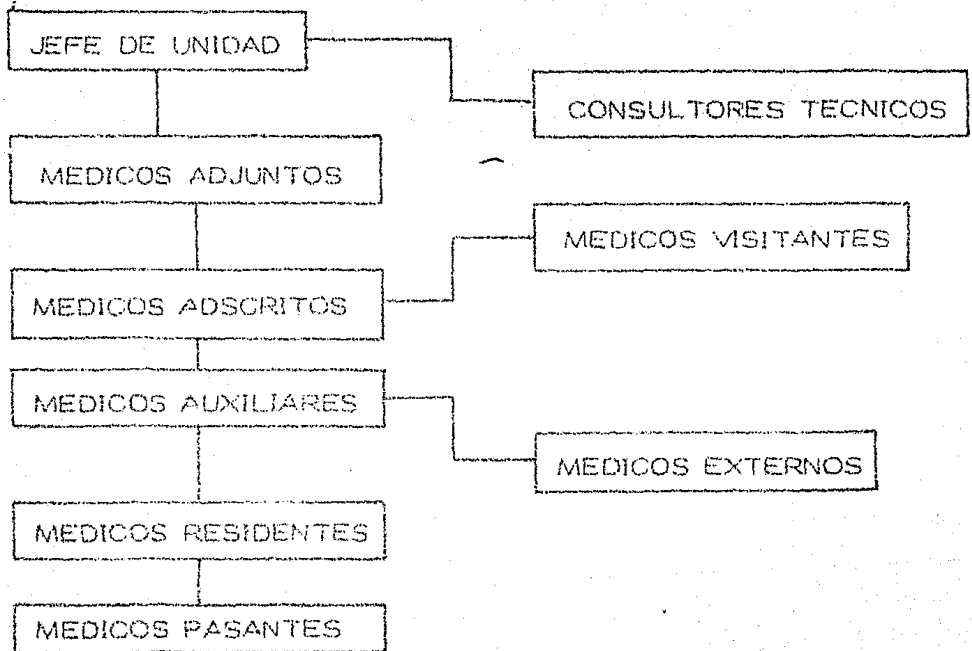 JEFE DE UNIDAD
CONSULTORES TECNICOS
MEDICOS ADJUNTOS
MEDICOS VISITANTES
MEDICOS ADSCRITOS
MEDICOS AUXILIARES
MEDICOS EXTERNOS
MEDICOS RESIDENTES
MEDICOS PASANTES